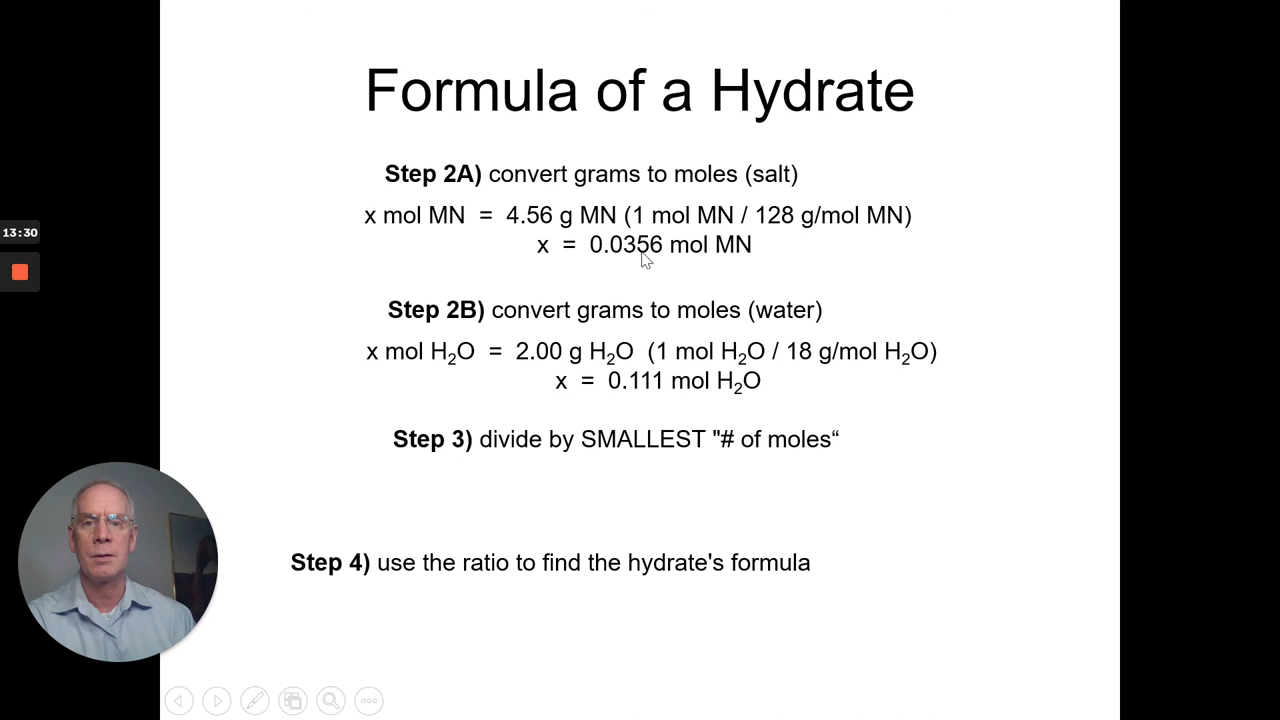 Formula of a Hydrate
Step 2A) convert grams to moles (salt)
x mol MN = 4.56 g MN (1 mol MN / 128 g/mol MN)
x = 0.0356 mol MN
13:30
Step 2B) convert grams to moles (water)
x mol H₂O = 2.00 g H₂O (1 mol H₂O / 18 g/mol H₂O)
x = 0.111 mol H₂O
Step 3) divide by SMALLEST "# of moles“
Step 4) use the ratio to find the hydrate's formula